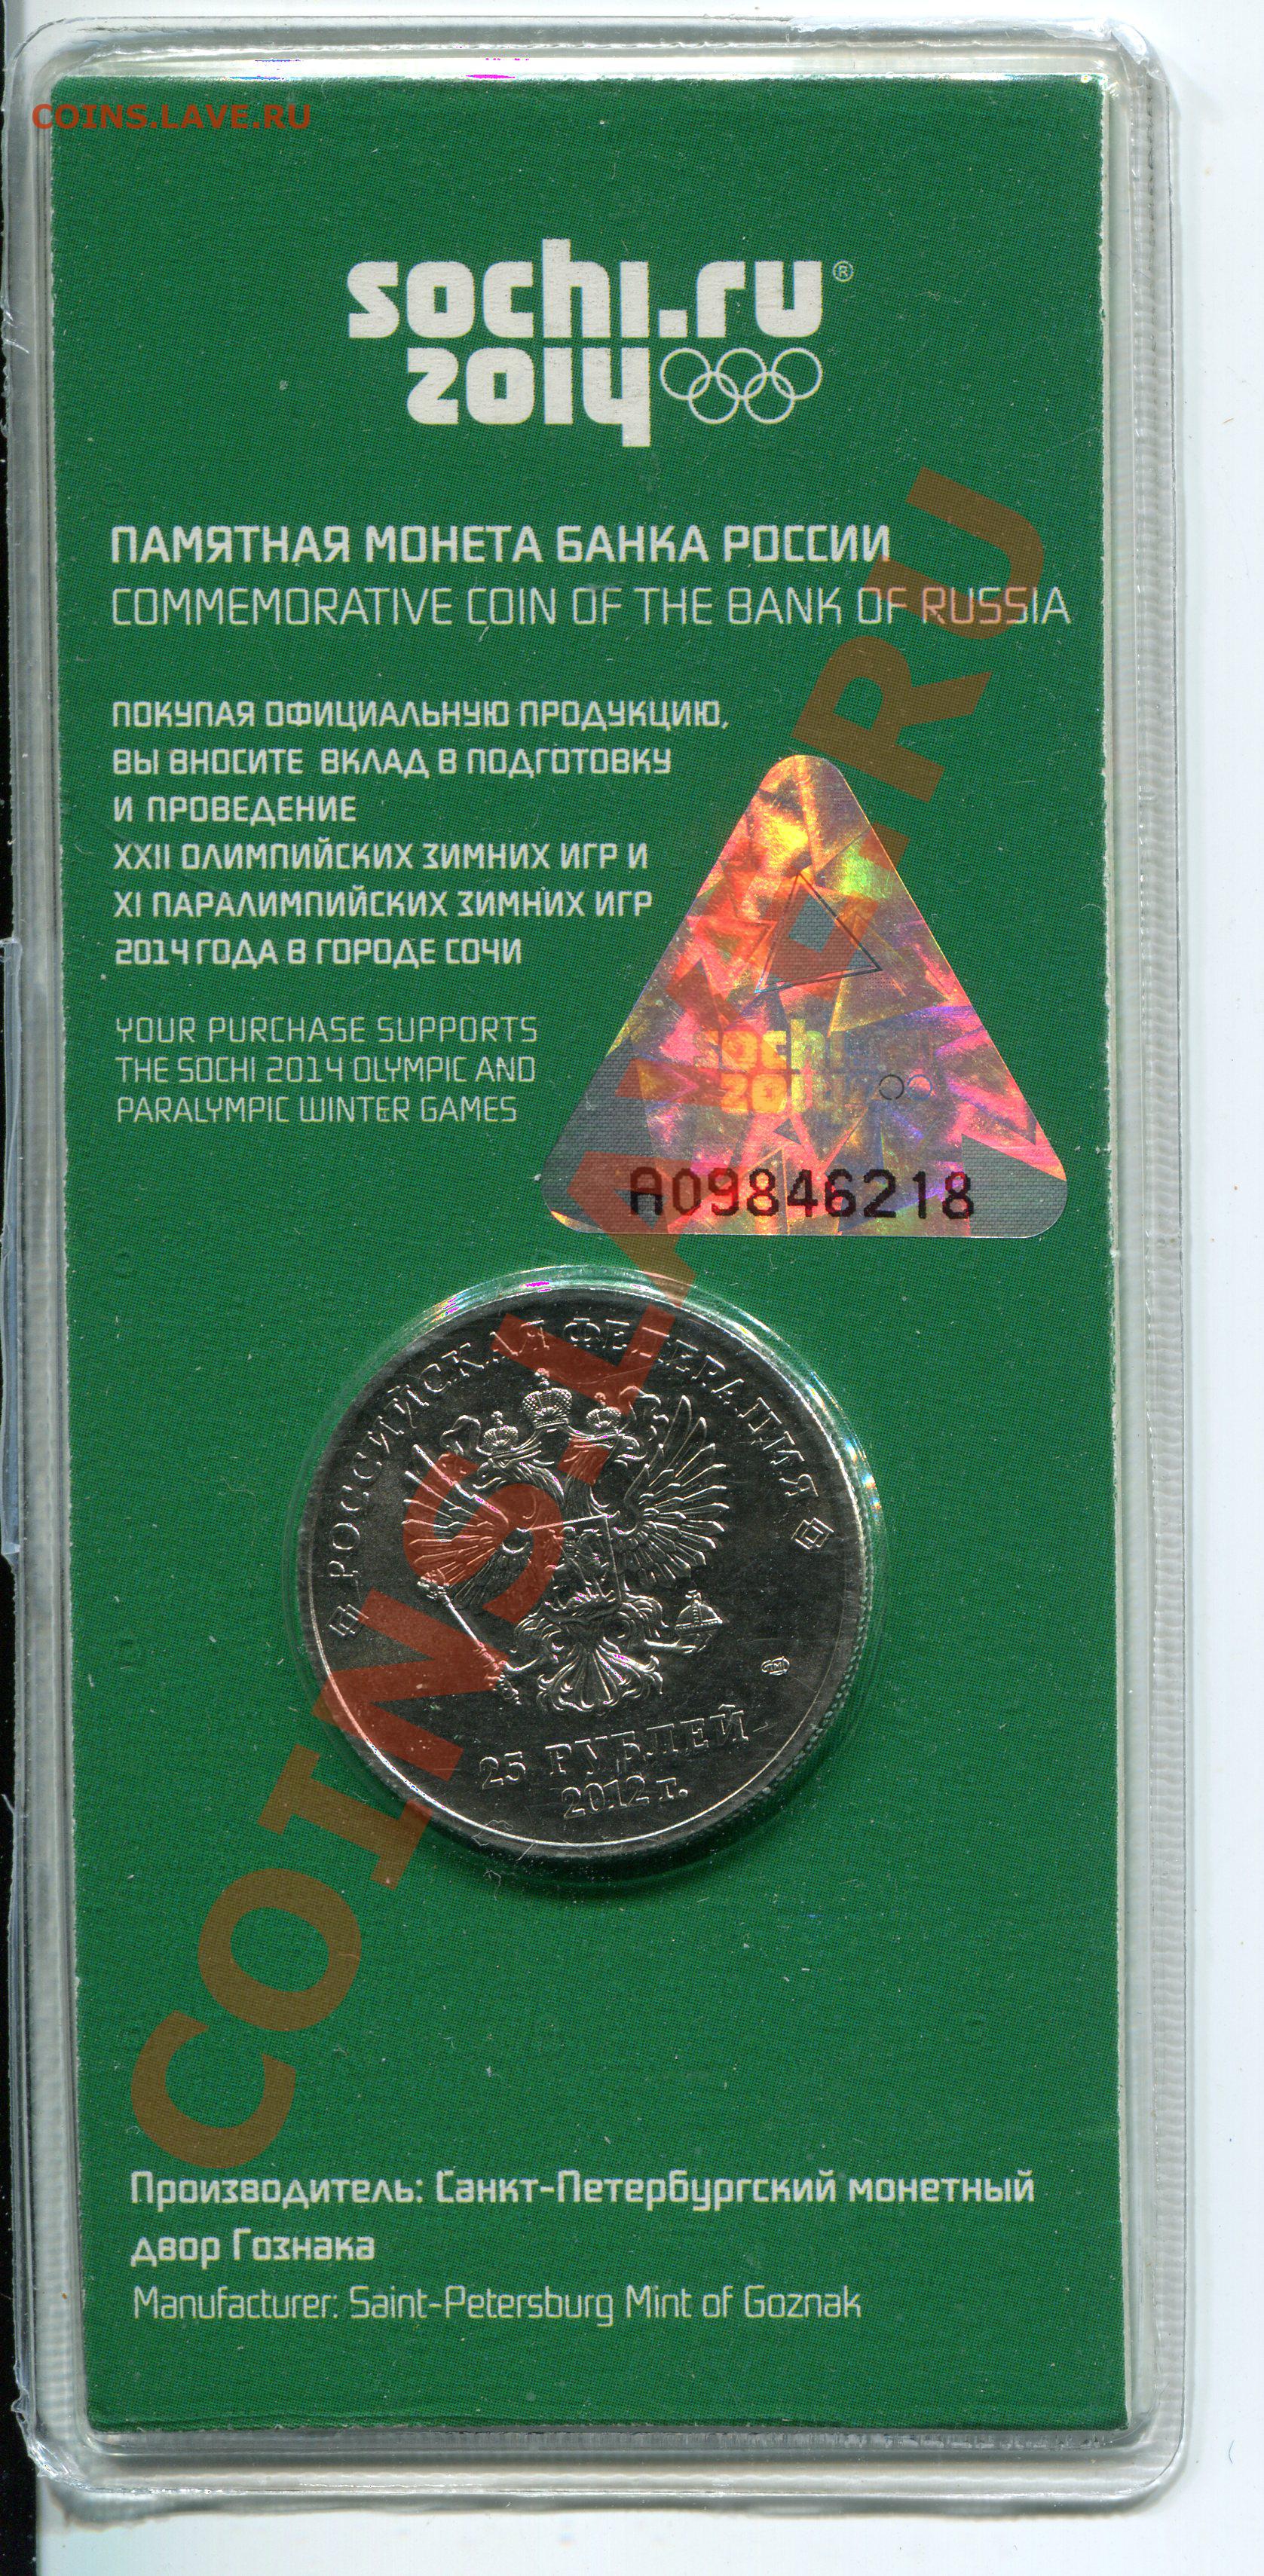 COINS.LAVE.RU
sochi.ru®
2014
ПАМЯТНАЯ МОНЕТА БАНКА РОССИИ
COMMEMORATIVE COIN OF THE BANK OF RUSSIA
ПОКУПАЯ ОФИЦИАЛЬНУЮ ПРОДУКЦИЮ,
ВЫ ВНОСИТЕ ВКЛАД В ПОДГОТОВКУ
И ПРОВЕДЕНИЕ
XXII ОЛИМПИЙСКИХ ЗИМНИХ ИГР И
XI ПАРАЛИМПИЙСКИХ ЗИМНИХ ИГР
2014 ГОДА В ГОРОДЕ СОЧИ
YOUR PURCHASE SUPPORTS
THE SOCHI 2014 OLYMPIC AND
PARALYMPIC WINTER GAMES
sochi
2014
A09846218
РОССИЙСКАЯ ФЕДЕРАЦИЯ
СПМД
25 РУБЛЕЙ
2012 г.
COINS.LAVE.RU
Производитель: Санкт-Петербургский монетный
двор Гознака
Manufacturer: Saint-Petersburg Mint of Goznak